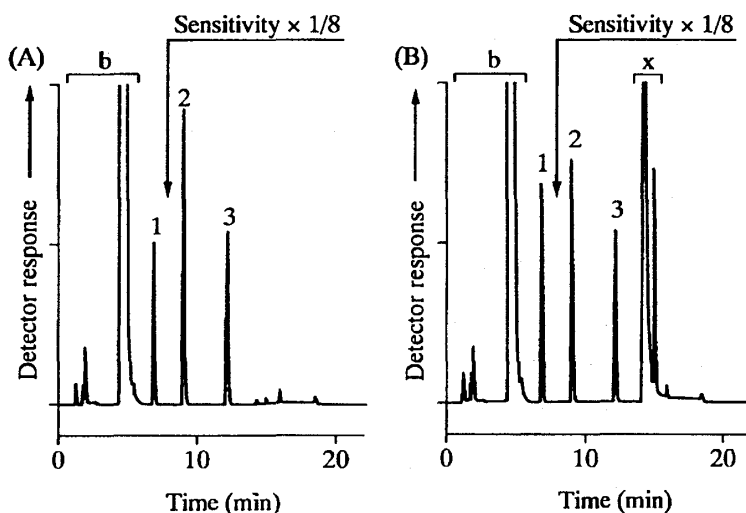 (A)
Sensitivity × 1/8
b
1
2
3
Detector response
0
10
20
Time (min)
(B)
Sensitivity × 1/8
b
x
1
2
3
Detector response
0
10
20
Time (min)